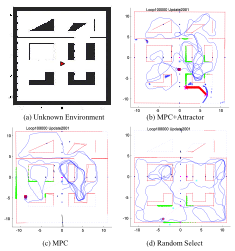 Loop100000 Update2001
(a) Unknown Environment
(b) MPC+Attractor
Loop100000 Update2001
Loop100000 Update2001
(c) MPC
(d) Random Select